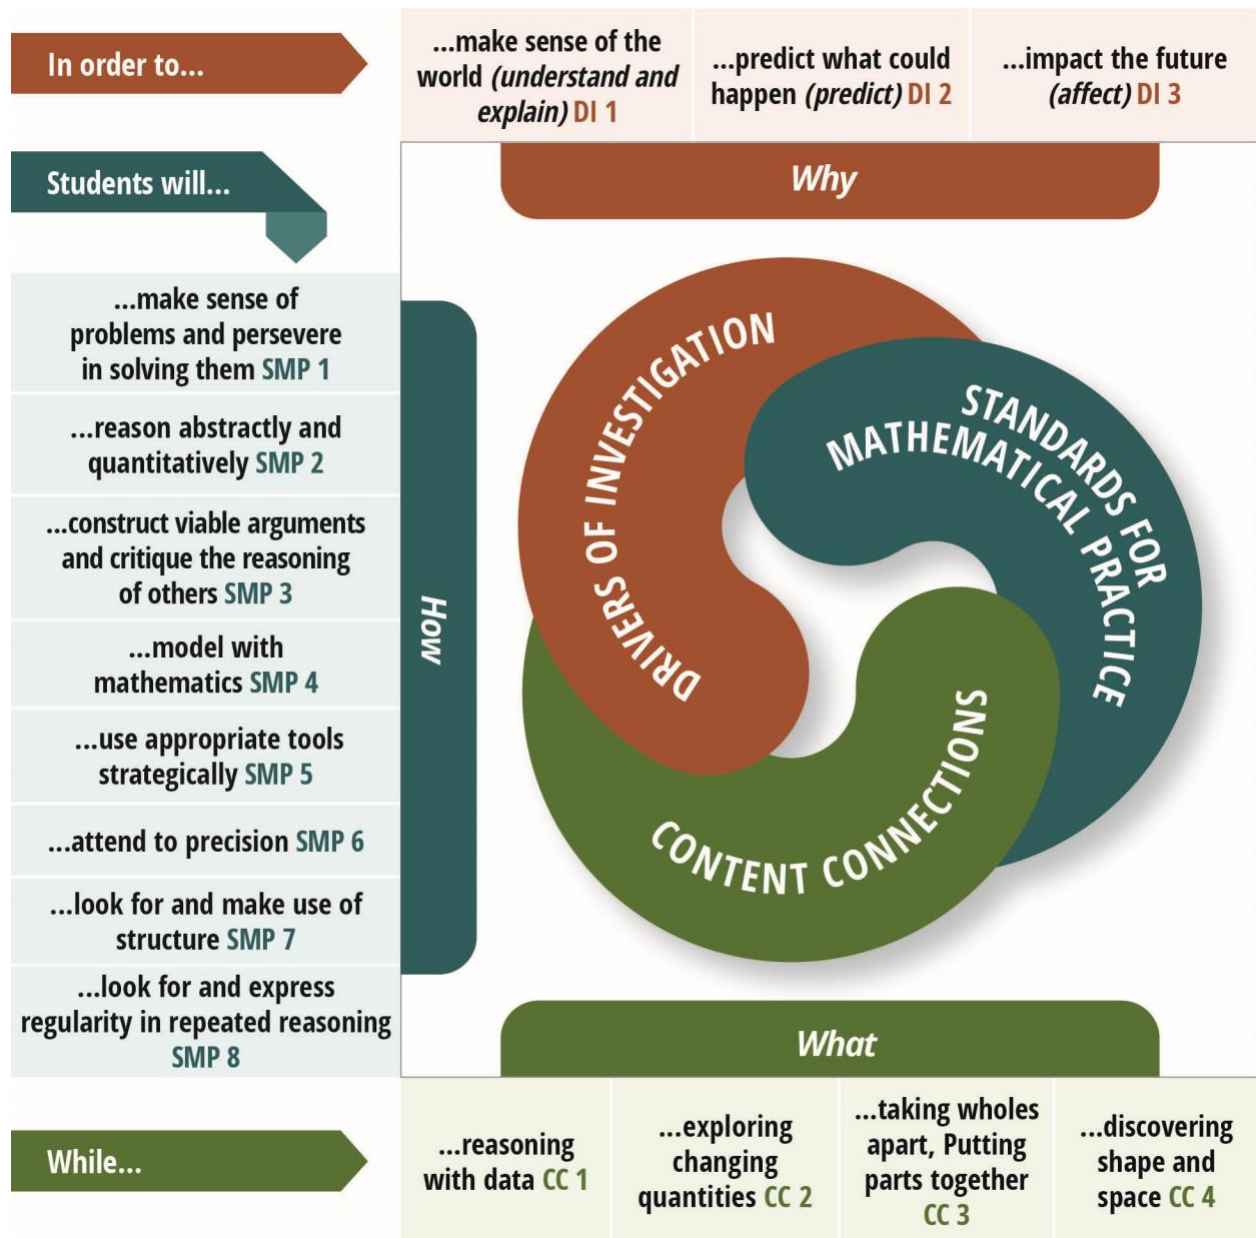 In order to...
...make sense of the
world (understand and
explain) DI 1
...predict what could
happen (predict) DI 2
...impact the future
(affect) DI 3
Students will...
Why
...make sense of
problems and persevere
in solving them SMP 1
...reason abstractly and
quantitatively SMP 2
...construct viable arguments
and critique the reasoning
of others SMP 3
...model with
mathematics SMP 4
...use appropriate tools
strategically SMP 5
...attend to precision SMP 6
...look for and make use of
structure SMP 7
...look for and express
regularity in repeated reasoning
SMP 8
How
DRIVERS OF INVESTIGATION
STANDARDS FOR
MATHEMATICAL PRACTICE
CONTENT CONNECTIONS
What
While...
...reasoning
with data CC 1
...exploring
changing
quantities CC 2
...taking wholes
apart, Putting
parts together
CC 3
...discovering
shape and
space CC 4